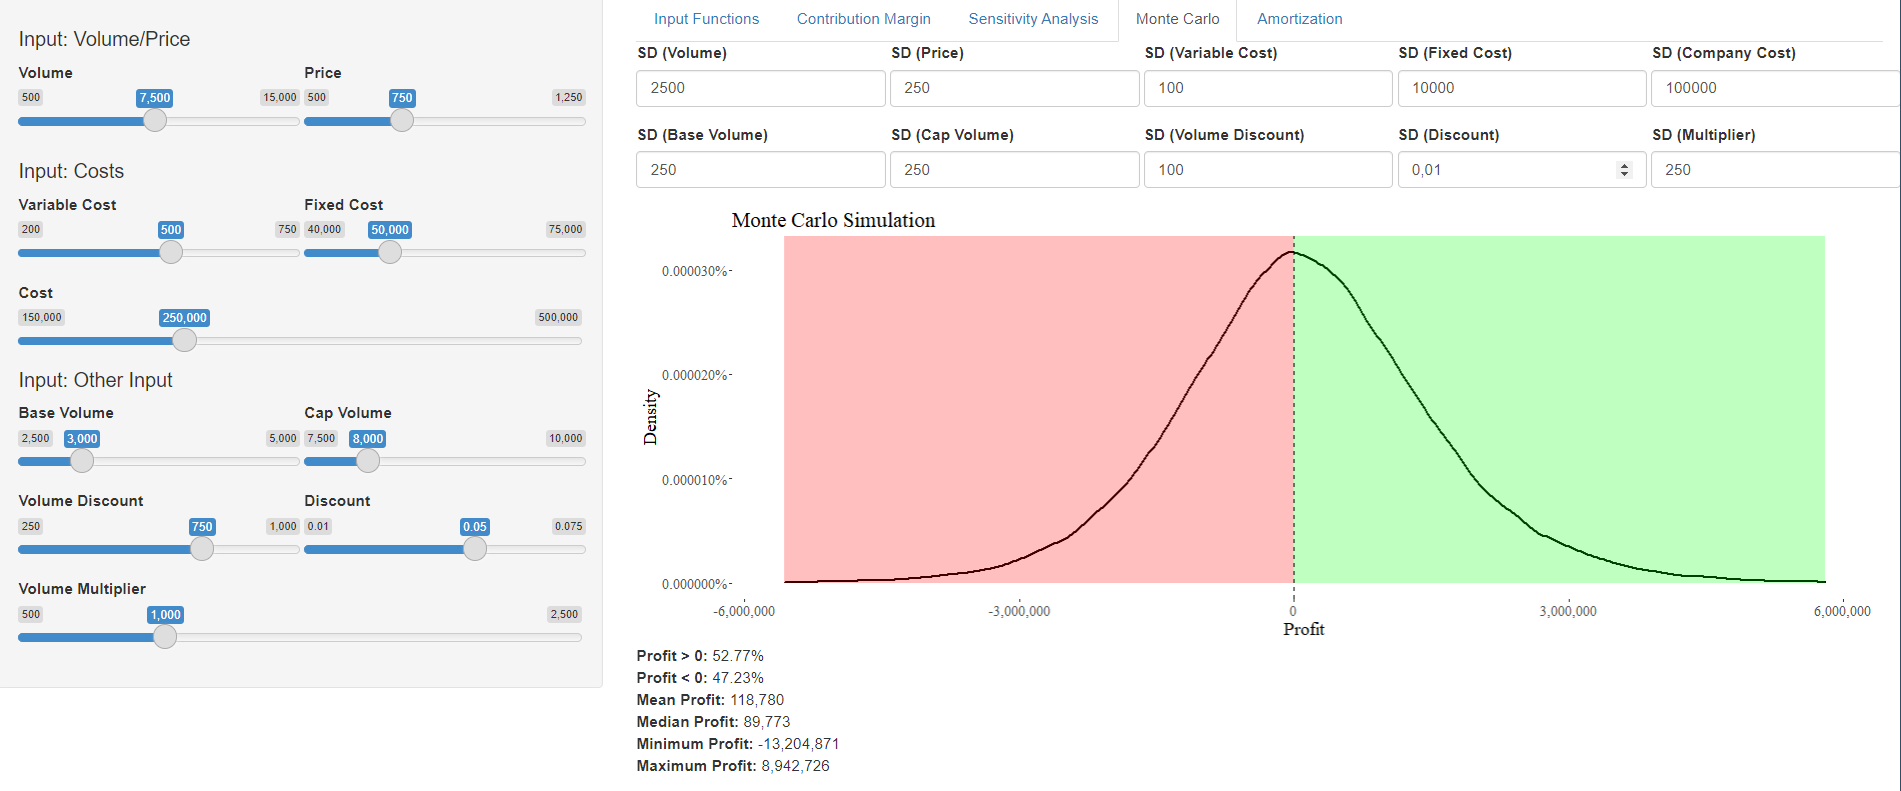 Input: Volume/Price
Volume Price
500 7,500 15,000 500 750 1,250
Input: Costs
Variable Cost Fixed Cost
200 500 750 40,000 50,000 75,000
Cost
150,000 250,000 500,000
Input: Other Input
Base Volume Cap Volume
2,500 3,000 5,000 7,500 8,000 10,000
Volume Discount Discount
250 750 1,000 0.01 0.05 0.075
Volume Multiplier
500 1,000 2,500
Input Functions Contribution Margin Sensitivity Analysis Monte Carlo Amortization
SD (Volume) SD (Price) SD (Variable Cost) SD (Fixed Cost) SD (Company Cost)
2500 250 100 10000 100000
SD (Base Volume) SD (Cap Volume) SD (Volume Discount) SD (Discount) SD (Multiplier)
250 250 100 0,01 250
Monte Carlo Simulation
0.000030%
0.000020%
Density
0.000010%
0.000000%
-6,000,000 -3,000,000 0 3,000,000 6,000,000
Profit
Profit > 0: 52.77%
Profit < 0: 47.23%
Mean Profit: 118,780
Median Profit: 89,773
Minimum Profit: -13,204,871
Maximum Profit: 8,942,726